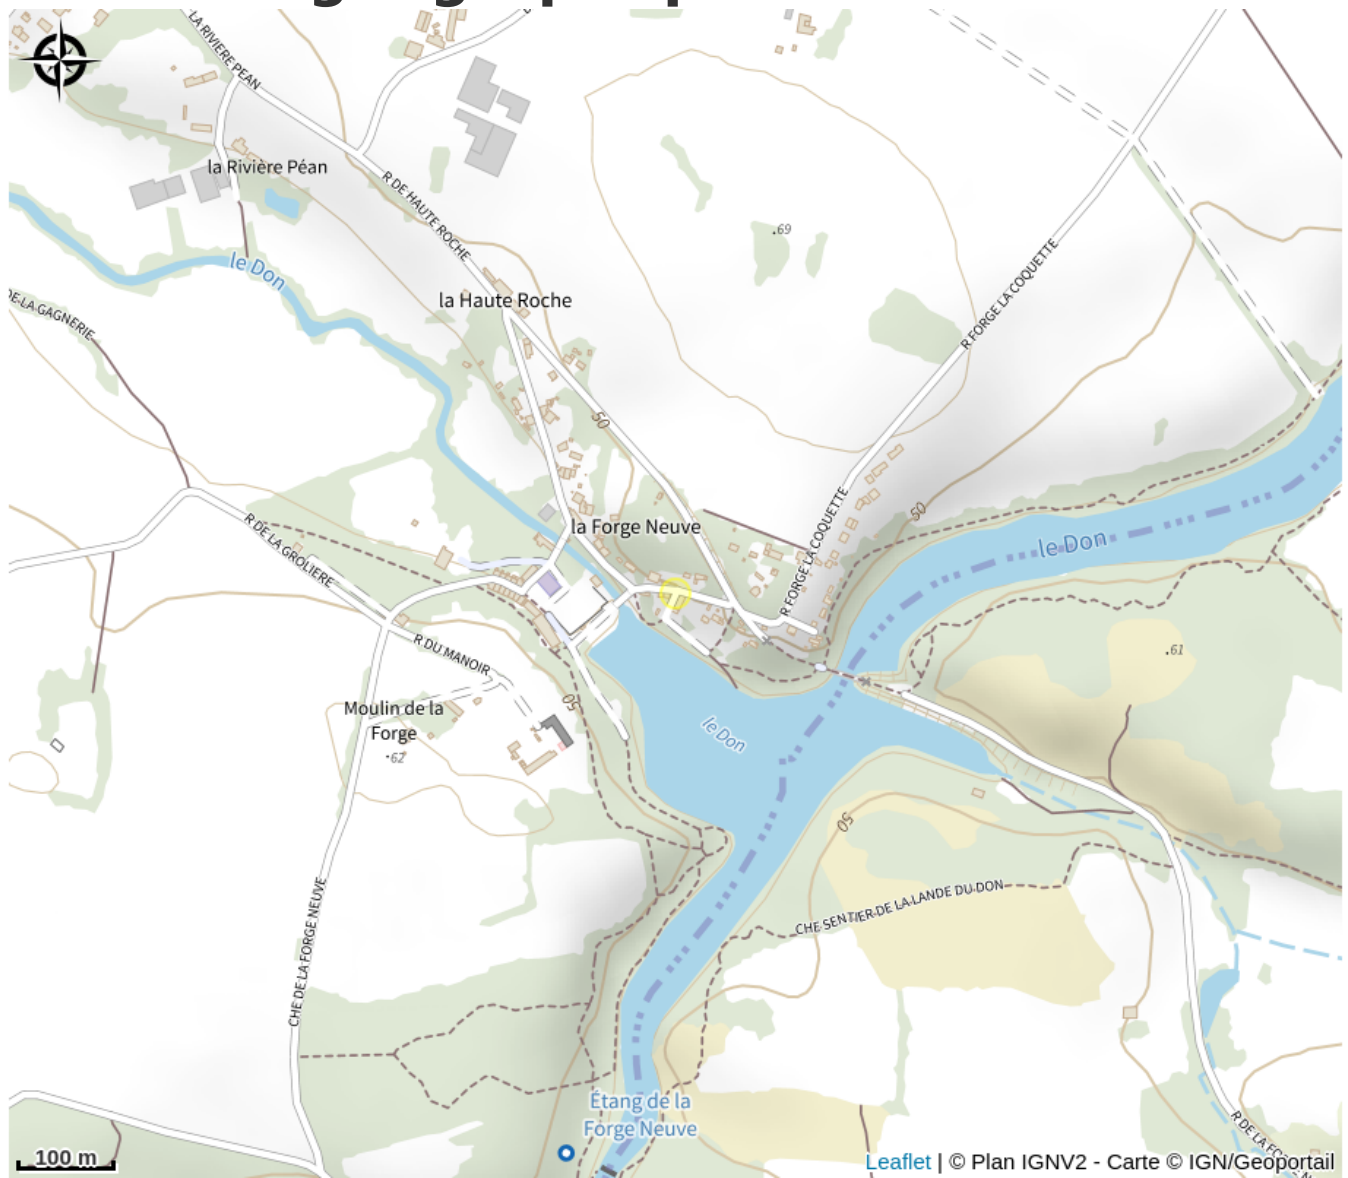 LA RIVIERE PEAN
la Rivière Péan
R DE HAUTE ROCHE
.69
le Don
R FORGE LA COQUETTE
la Haute Roche
DE LA GAGNERIE
50
50
la Forge Neuve
R DE LA GROLIERE
le Don
R FORGE LA COQUETTE
R DU MANOIR
.61
50
Moulin de la
Forge
le Don
.62
50
CHE SENTIER DE LA LANDE DU DON
CHE DE LA FORGE NEUVE
Étang de la
Forge Neuve
R DE LA
100 m
Leaflet | © Plan IGNV2 - Carte © IGN/Geoportail